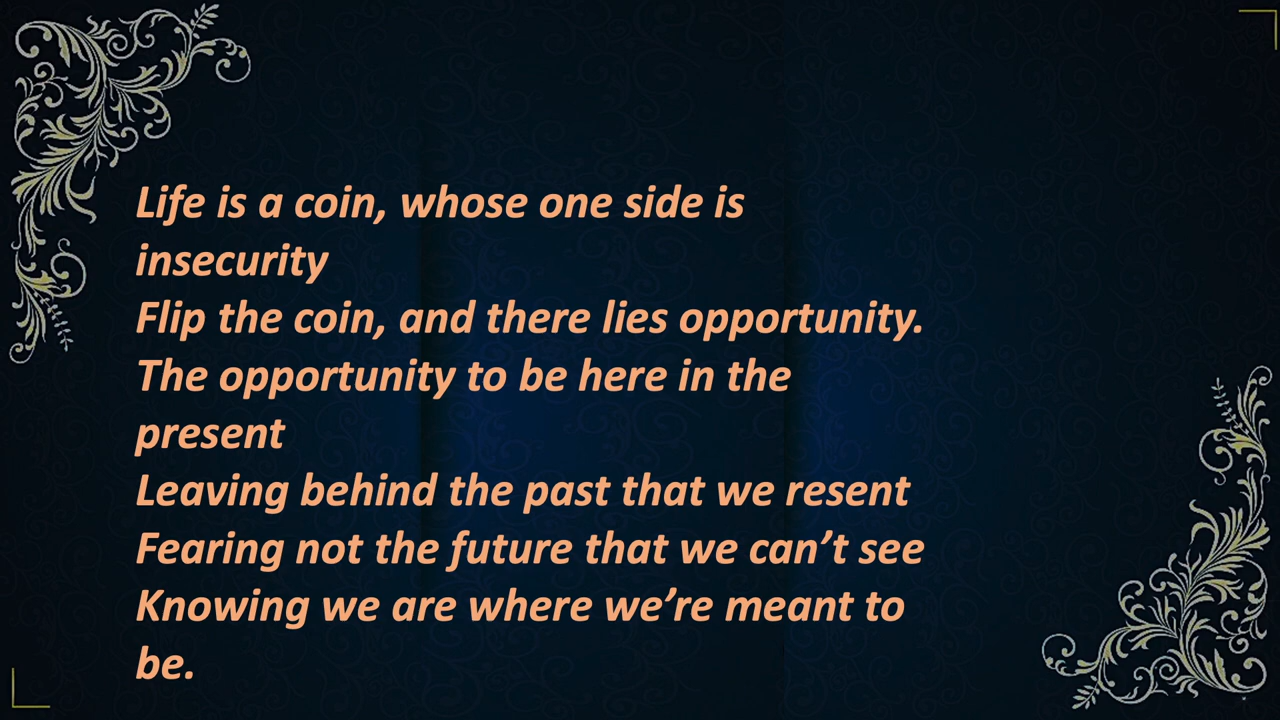 Life is a coin, whose one side is
insecurity
Flip the coin, and there lies opportunity.
The opportunity to be here in the
present
Leaving behind the past that we resent
Fearing not the future that we can’t see
Knowing we are where we’re meant to
be.